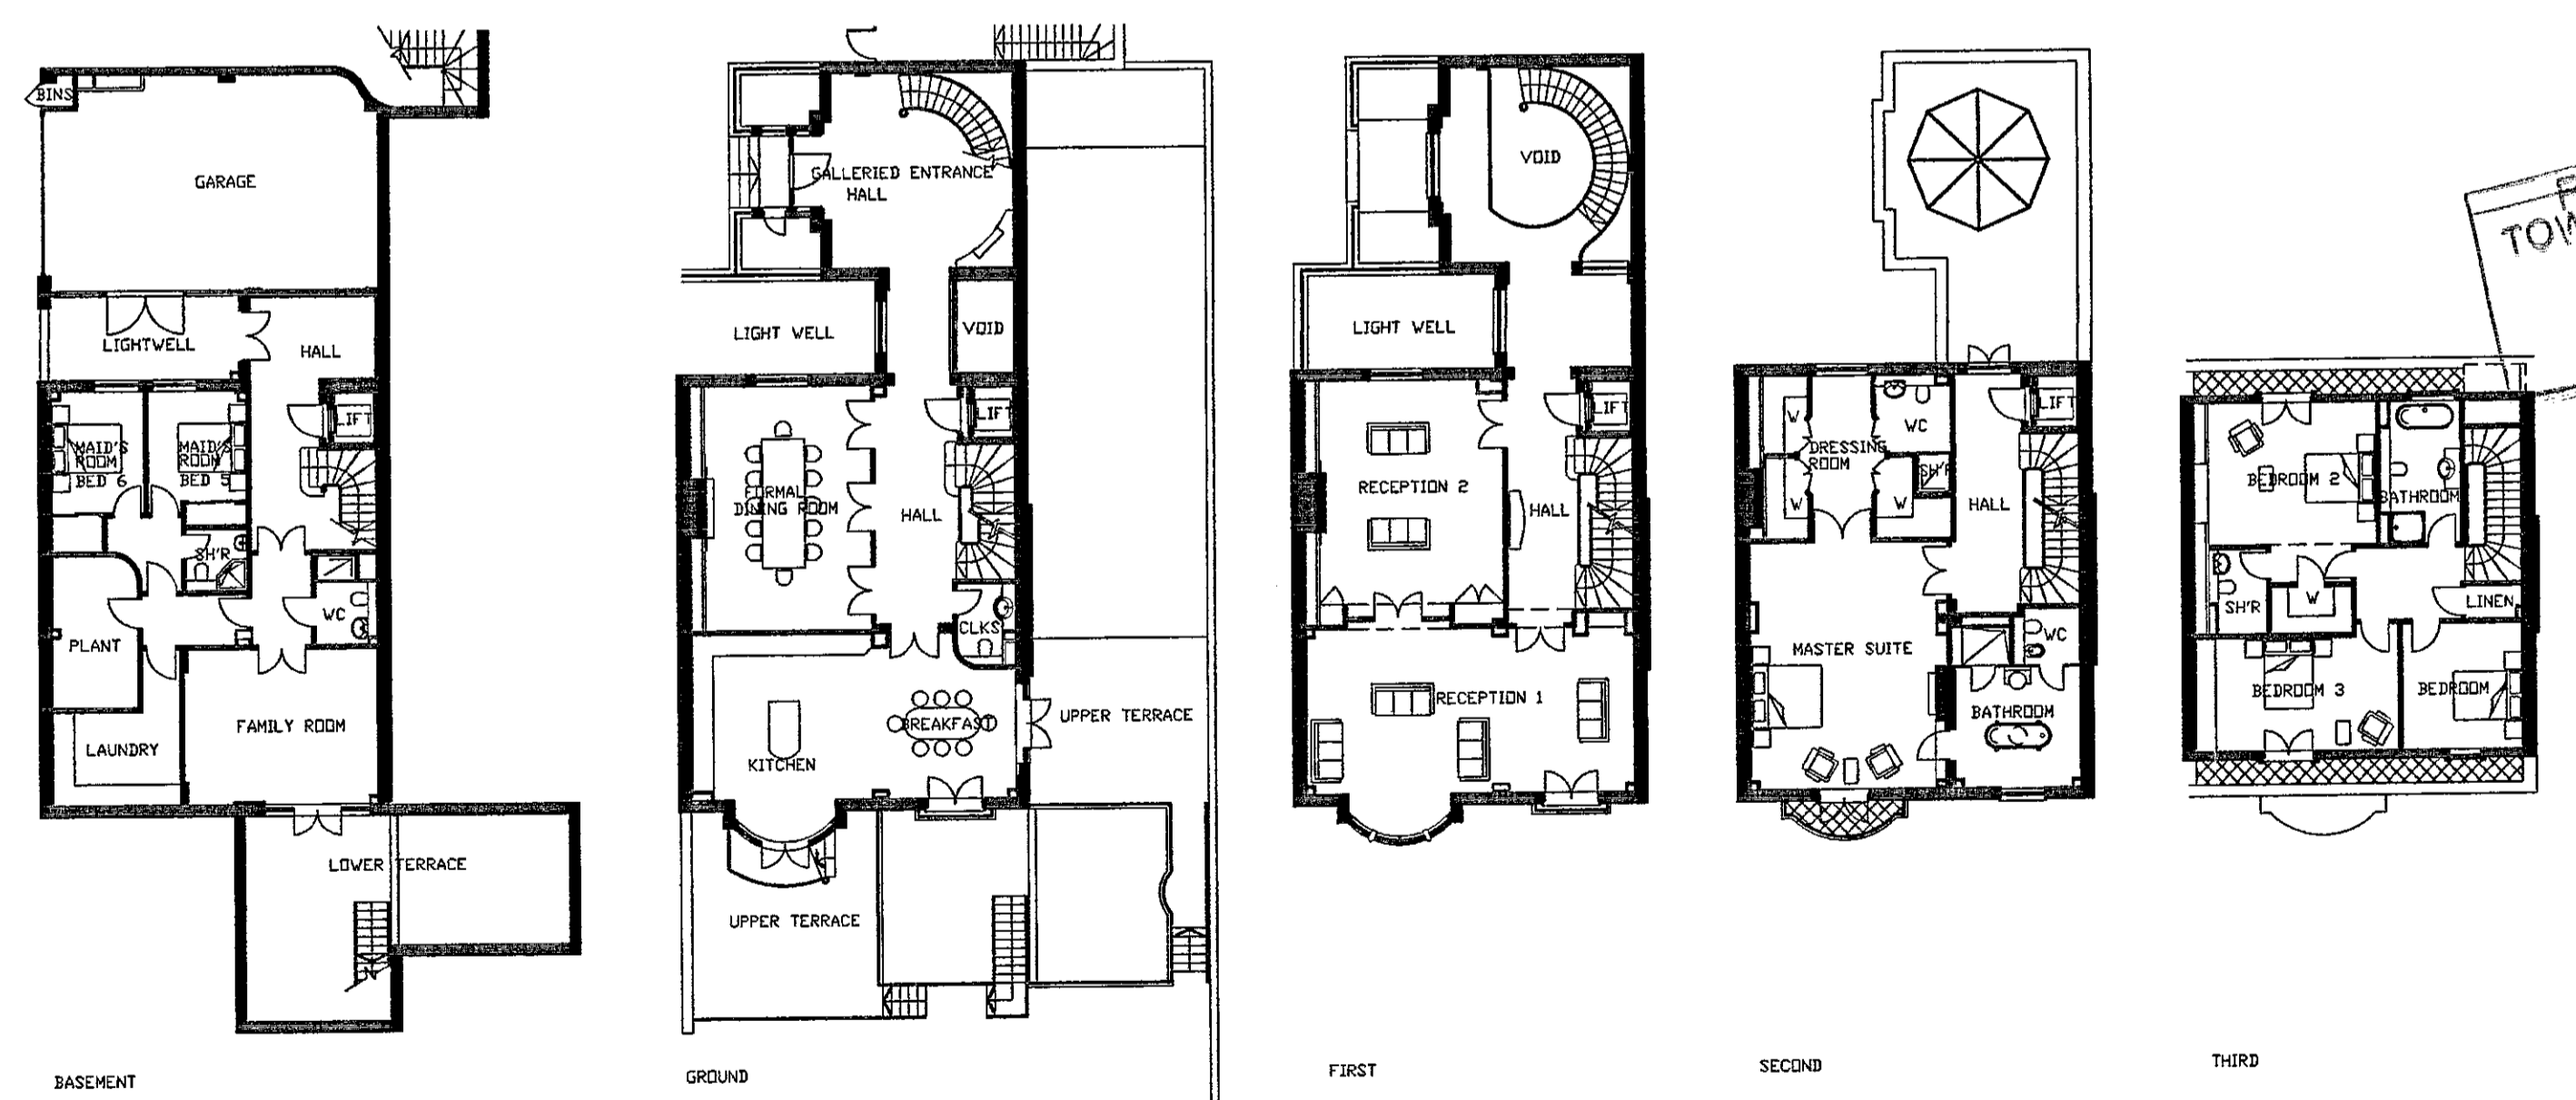 BINS
GARAGE
LIGHTWELL
HALL
LIFT
MAID'S
ROOM
BED 6
MAID'S
ROOM
BED 5
SH'R
WC
PLANT
FAMILY ROOM
LAUNDRY
LOWER TERRACE
BASEMENT
GALLERIED ENTRANCE
HALL
LIGHT WELL
VOID
LIFT
FORMAL
DINING ROOM
HALL
CLKS
BREAKFAST
KITCHEN
UPPER TERRACE
UPPER TERRACE
GROUND
VOID
LIGHT WELL
LIFT
RECEPTION 2
HALL
RECEPTION 1
FIRST
W
WC
LIFT
DRESSING
ROOM
SH'R
W
W
HALL
MASTER SUITE
WC
BATHROOM
SECOND
BEDROOM 2
BATHROOM
SH'R
W
LINEN
BEDROOM 3
BEDROOM
THIRD